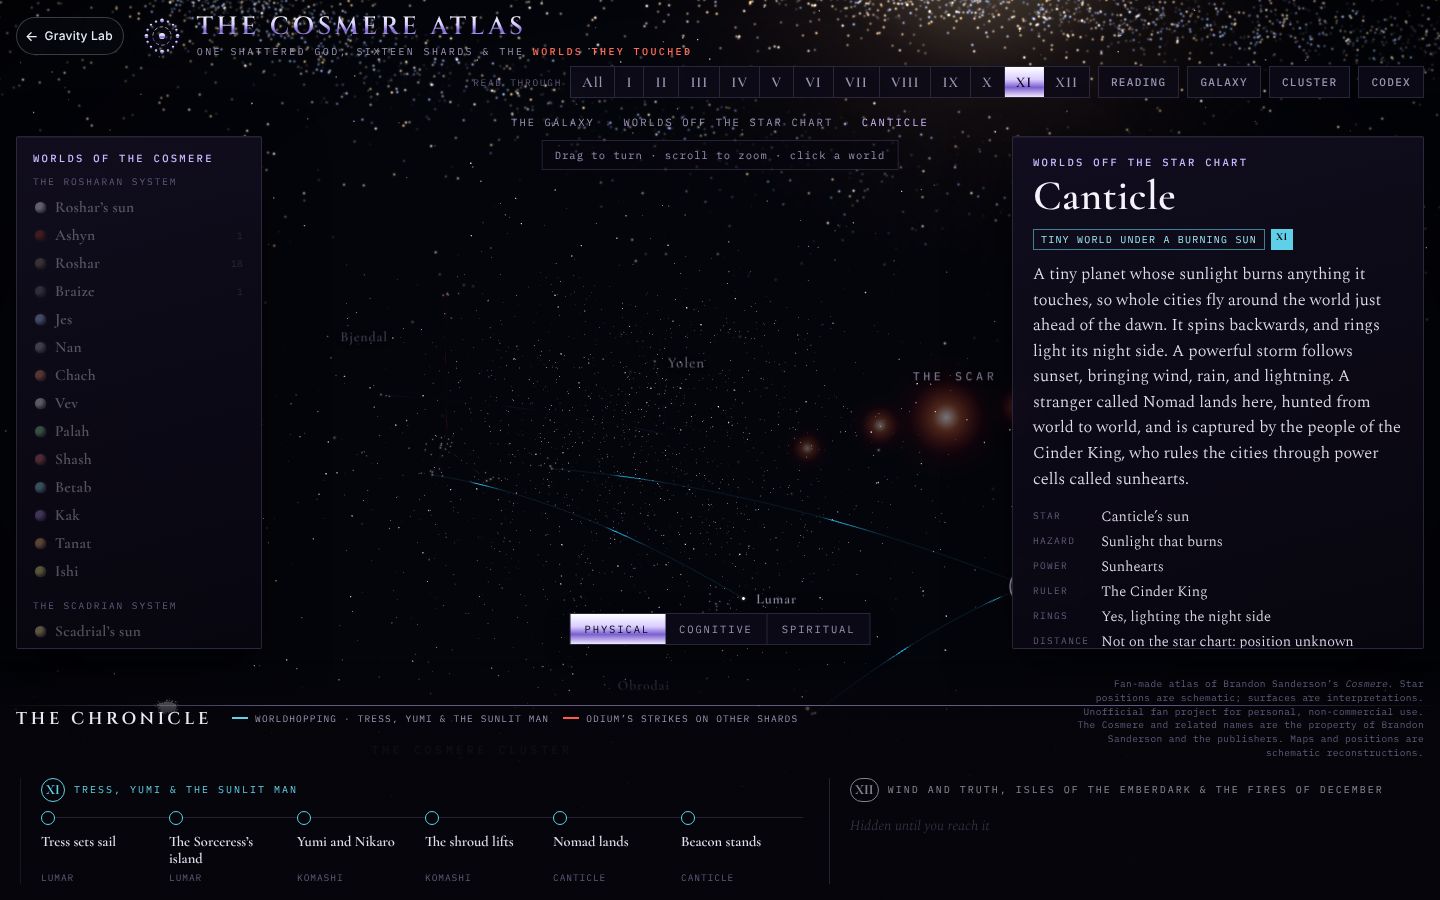 ← Gravity Lab
THE COSMERE ATLAS
ONE SHATTERED GOD, SIXTEEN SHARDS & THE WORLDS THEY TOUCHED
READ THROUGH All I II III IV V VI VII VIII IX X XI XII READING GALAXY CLUSTER CODEX
THE GALAXY · WORLDS OFF THE STAR CHART · CANTICLE
Drag to turn · scroll to zoom · click a world
WORLDS OF THE COSMERE
THE ROSHARAN SYSTEM
Roshar’s sun
Ashyn 1
Roshar 18
Braize 1
Jes
Nan
Chach
Vev
Palah
Shash
Betab
Kak
Tanat
Ishi
THE SCADRIAN SYSTEM
Scadrial’s sun
Bjendal
Yolen
THE SCAR
Lumar
PHYSICAL COGNITIVE SPIRITUAL
Obrodai
THE COSMERE CLUSTER
WORLDS OFF THE STAR CHART
Canticle
TINY WORLD UNDER A BURNING SUN XI
A tiny planet whose sunlight burns anything it
touches, so whole cities fly around the world just
ahead of the dawn. It spins backwards, and rings
light its night side. A powerful storm follows
sunset, bringing wind, rain, and lightning. A
stranger called Nomad lands here, hunted from
world to world, and is captured by the people of the
Cinder King, who rules the cities through power
cells called sunhearts.
STAR Canticle’s sun
HAZARD Sunlight that burns
POWER Sunhearts
RULER The Cinder King
RINGS Yes, lighting the night side
DISTANCE Not on the star chart: position unknown
THE CHRONICLE
WORLDHOPPING · TRESS, YUMI & THE SUNLIT MAN
ODIUM’S STRIKES ON OTHER SHARDS
Fan-made atlas of Brandon Sanderson’s Cosmere. Star
positions are schematic; surfaces are interpretations.
Unofficial fan project for personal, non-commercial use.
The Cosmere and related names are the property of Brandon
Sanderson and the publishers. Maps and positions are
schematic reconstructions.
XI TRESS, YUMI & THE SUNLIT MAN
Tress sets sail
LUMAR
The Sorceress’s
island
LUMAR
Yumi and Nikaro
KOMASHI
The shroud lifts
KOMASHI
Nomad lands
CANTICLE
Beacon stands
CANTICLE
XII WIND AND TRUTH, ISLES OF THE EMBERDARK & THE FIRES OF DECEMBER
Hidden until you reach it